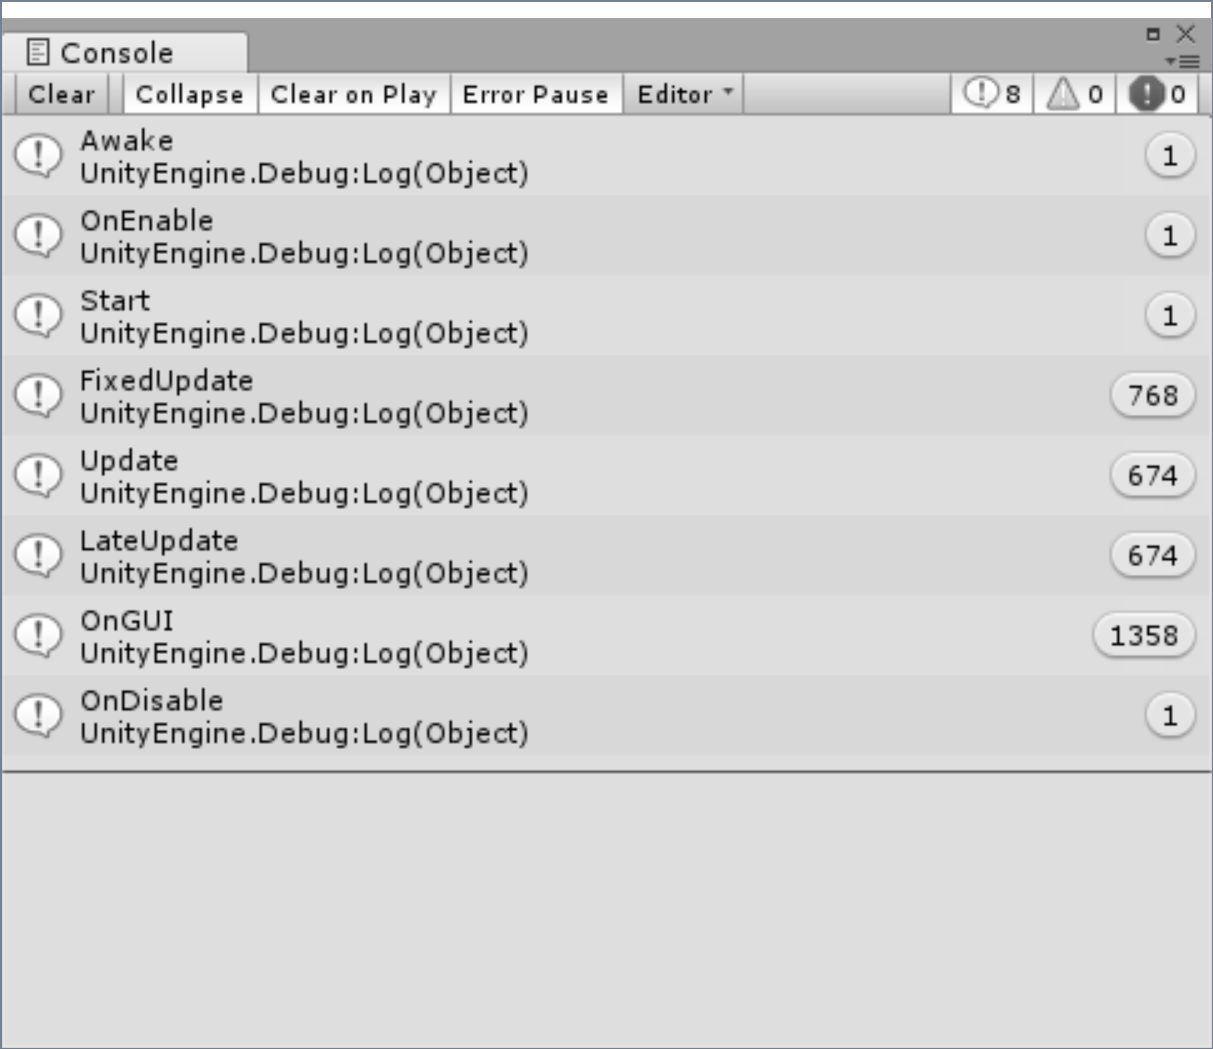 Console
Clear Collapse Clear on Play Error Pause Editor 8 0 0
Awake
UnityEngine.Debug:Log(Object) 1
OnEnable
UnityEngine.Debug:Log(Object) 1
Start
UnityEngine.Debug:Log(Object) 1
FixedUpdate
UnityEngine.Debug:Log(Object) 768
Update
UnityEngine.Debug:Log(Object) 674
LateUpdate
UnityEngine.Debug:Log(Object) 674
OnGUI
UnityEngine.Debug:Log(Object) 1358
OnDisable
UnityEngine.Debug:Log(Object) 1